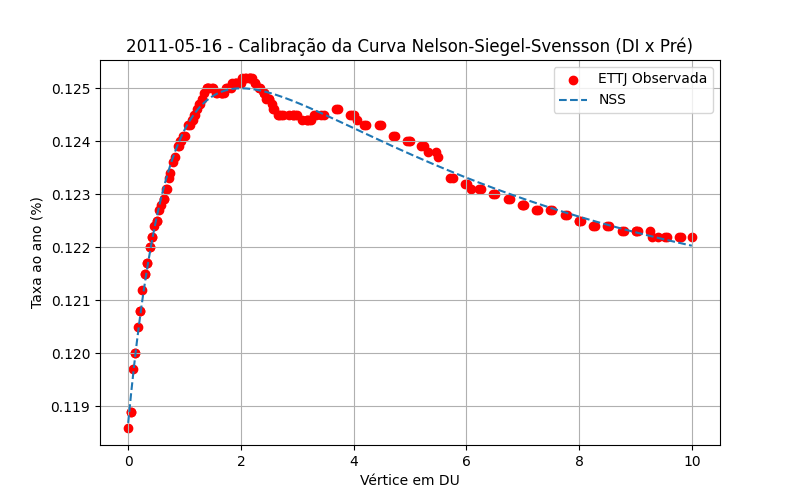 2011-05-16 - Calibração da Curva Nelson-Siegel-Svensson (DI x Pré)
ETTJ Observada
NSS
Taxa ao ano (%)
0.125
0.124
0.123
0.122
0.121
0.120
0.119
0 2 4 6 8 10
Vértice em DU